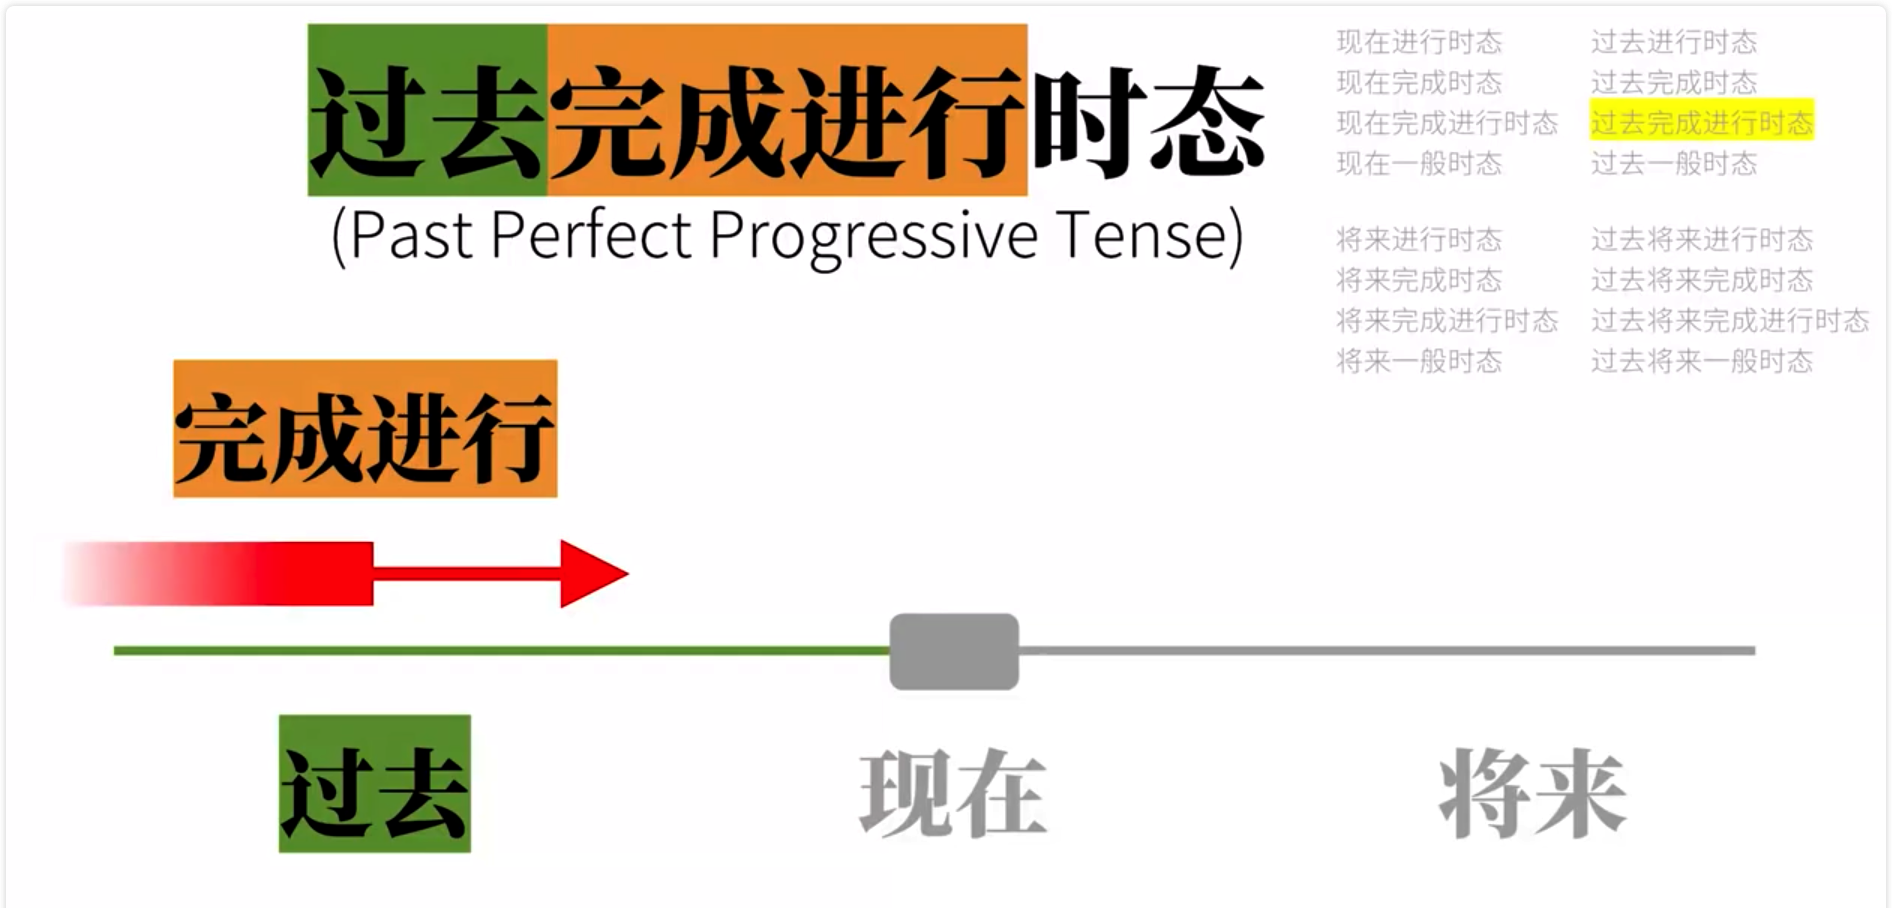 过去完成进行时态
(Past Perfect Progressive Tense)
现在进行时态
现在完成时态
现在完成进行时态
现在一般时态
过去进行时态
过去完成时态
过去完成进行时态
过去一般时态
将来进行时态
将来完成时态
将来完成进行时态
将来一般时态
过去将来进行时态
过去将来完成时态
过去将来完成进行时态
过去将来一般时态
完成进行
过去
现在
将来